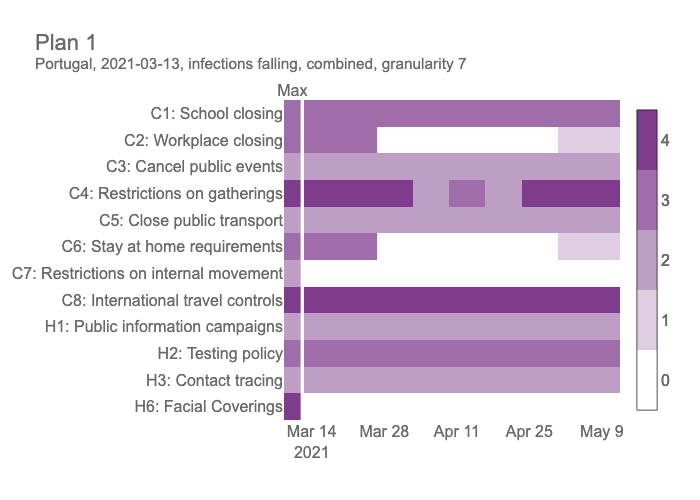 Plan 1
Portugal, 2021-03-13, infections falling, combined, granularity 7
Max
C1: School closing
C2: Workplace closing
C3: Cancel public events
C4: Restrictions on gatherings
C5: Close public transport
C6: Stay at home requirements
C7: Restrictions on internal movement
C8: International travel controls
H1: Public information campaigns
H2: Testing policy
H3: Contact tracing
H6: Facial Coverings
4
3
2
1
0
Mar 14 Mar 28 Apr 11 Apr 25 May 9
2021